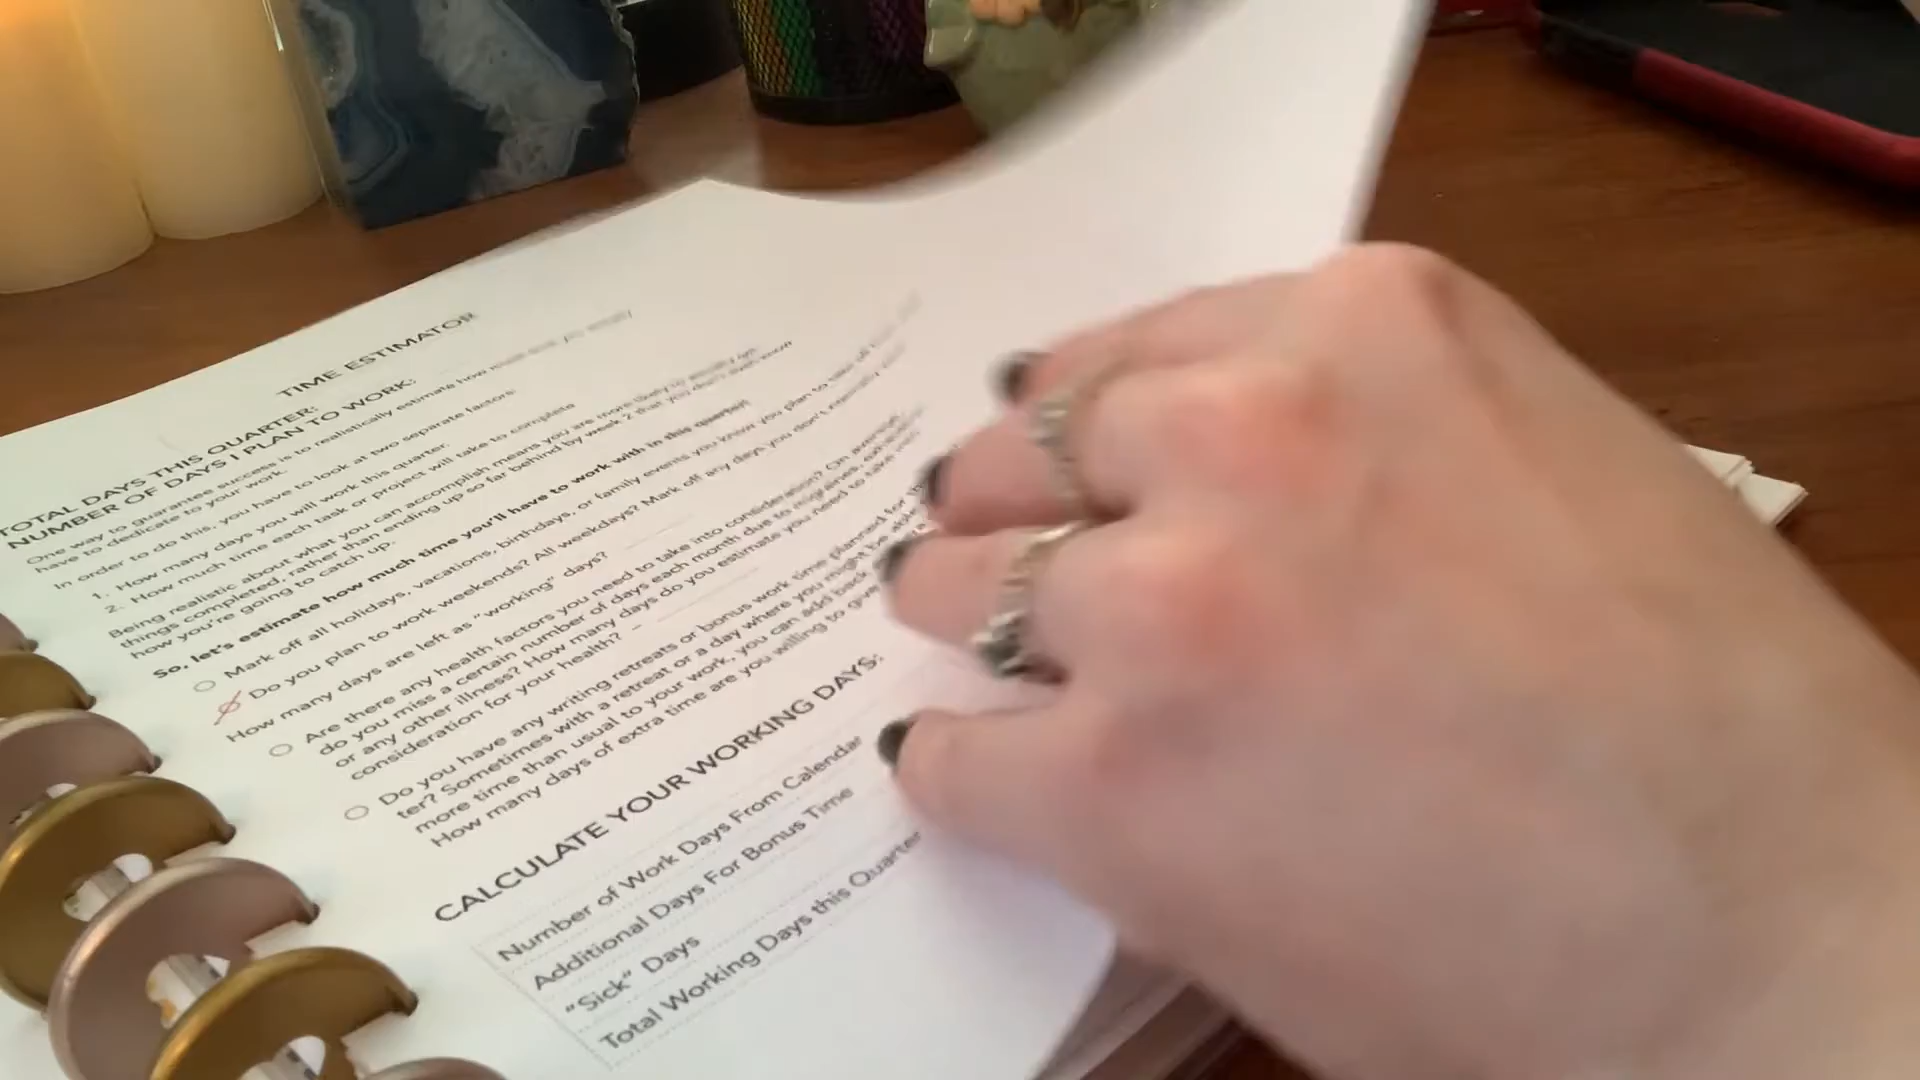 TIME ESTIMATOR
TOTAL DAYS THIS QUARTER:
NUMBER OF DAYS I PLAN TO WORK:
One way to guarantee success is to realistically estimate how
have to dedicate to your work.
In order to do this, you have to look at two separate factors:
1. How many days you will work this quarter.
2. How much time each task or project will take to complete
Being realistic about what you can accomplish means you are more likely to
things completed, rather than ending up so far behind by week 2 that you don't even know
how you're going to catch up.
So, let's estimate how much time you'll have to work with in this quarter!
Mark off all holidays, vacations, birthdays, or family events you know you plan to take off
Do you plan to work weekends? All weekdays? Mark off any days you don't
How many days are left as "working" days?
Are there any health factors you need to take into consideration? On average,
do you miss a certain number of days each month due to migraines,
or any other illness? How many days do you estimate you need to take
consideration for your health? –
Do you have any writing retreats or bonus work time planned for
ter? Sometimes with a retreat or a day where you might be able
more time than usual to your work, you can add back
How many days of extra time are you willing to give
CALCULATE YOUR WORKING DAYS:
Number of Work Days From Calendar
Additional Days For Bonus Time
"Sick" Days
Total Working Days this Quarter